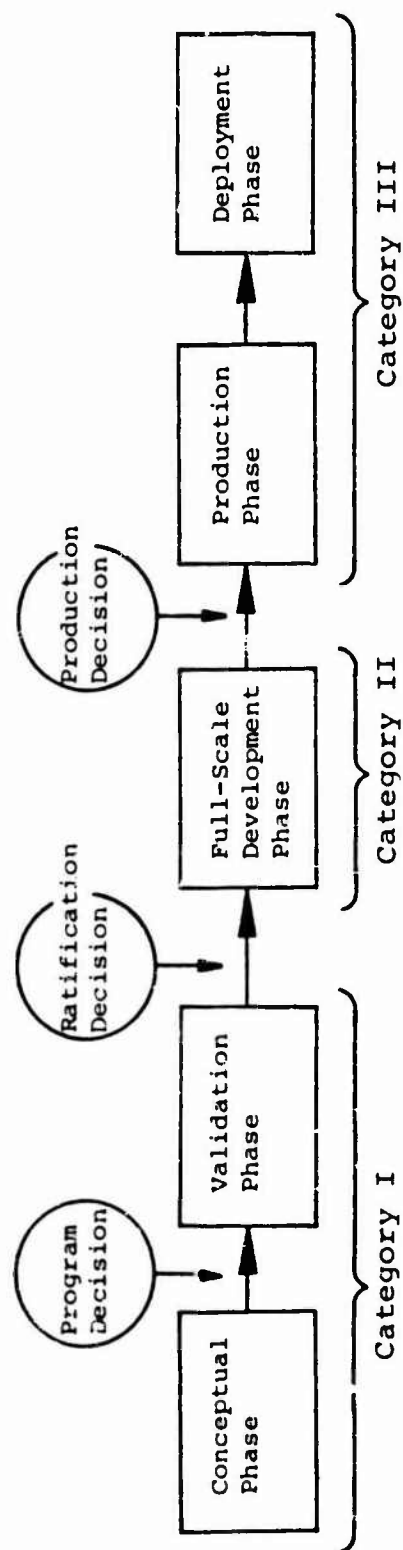 Program
Decision
Ratification
Decision
Production
Decision
Conceptual
Phase
Validation
Phase
Full-Scale
Development
Phase
Production
Phase
Deployment
Phase
Category I
Category II
Category III